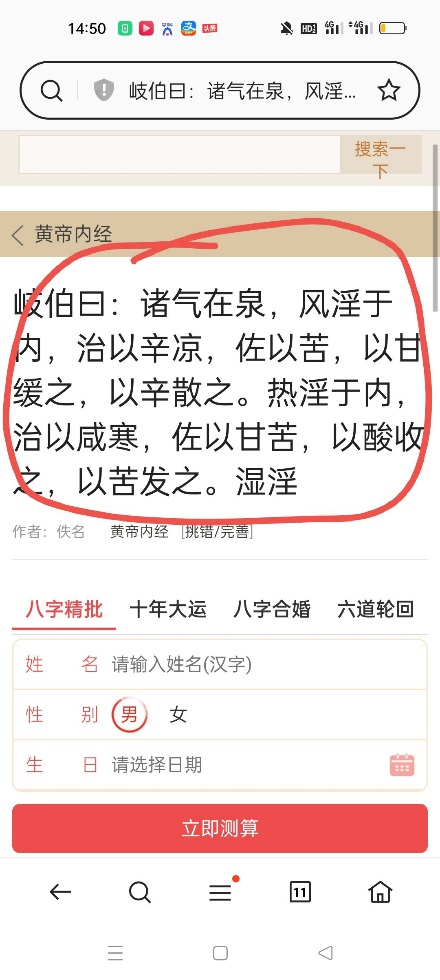 14:50
岐伯曰：诸气在泉，风淫...
搜索一
下
黄帝内经
岐伯曰：诸气在泉，风淫于
内，治以辛凉，佐以苦，以甘
缓之，以辛散之。热淫于内，
治以咸寒，佐以甘苦，以酸收
之，以苦发之。湿淫
作者：佚名 黄帝内经 [挑错/完善]
八字精批 十年大运 八字合婚 六道轮回
姓 名 请输入姓名(汉字)
性 别 男 女
生 日 请选择日期
立即测算
11